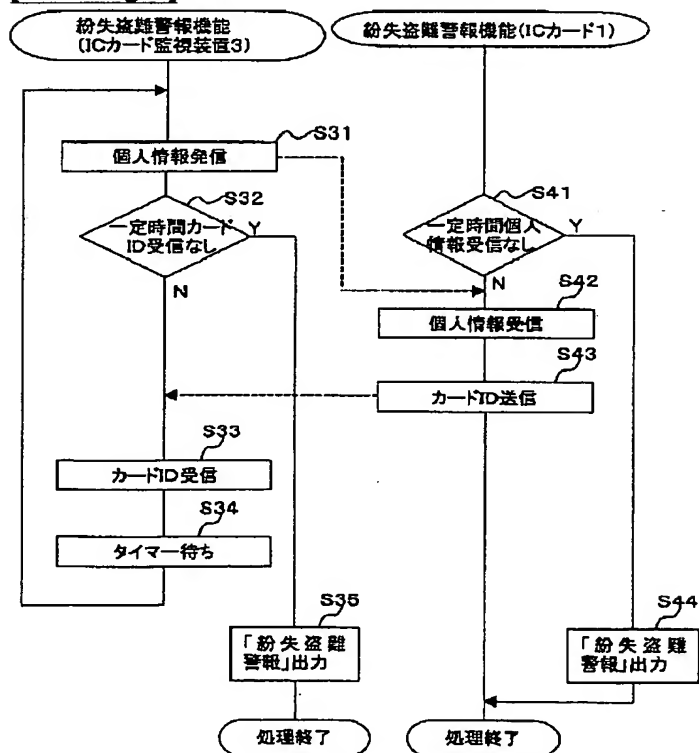 紛失盗難警報機能
(ICカード監視装置3)
紛失盗難警報機能(ICカード1)
S31
個人情報発信
S32
一定時間カード
ID受信なし
Y
N
S41
一定時間個人
情報受信なし
Y
N
S42
個人情報受信
S43
カードID送信
S33
カードID受信
S34
タイマー待ち
S35
「紛失盗難
警報」出力
S44
「紛失盗難
警報」出力
処理終了
処理終了